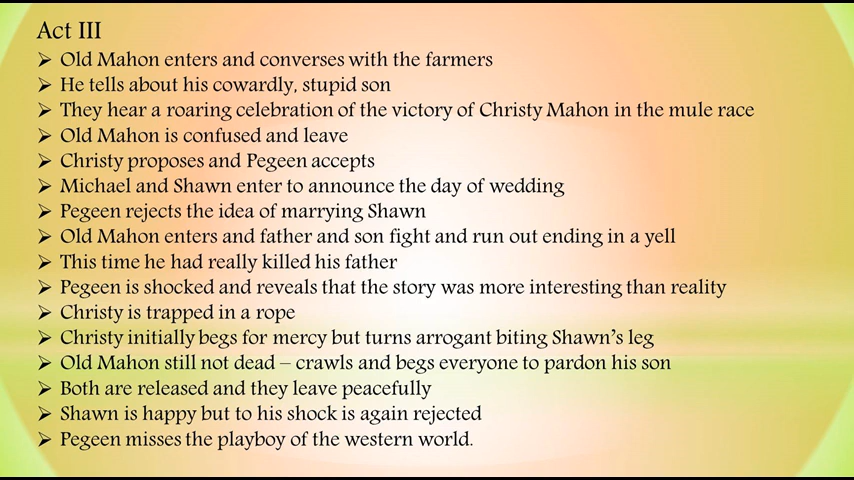 Act III
➤ Old Mahon enters and converses with the farmers
➤ He tells about his cowardly, stupid son
➤ They hear a roaring celebration of the victory of Christy Mahon in the mule race
➤ Old Mahon is confused and leave
➤ Christy proposes and Pegeen accepts
➤ Michael and Shawn enter to announce the day of wedding
➤ Pegeen rejects the idea of marrying Shawn
➤ Old Mahon enters and father and son fight and run out ending in a yell
➤ This time he had really killed his father
➤ Pegeen is shocked and reveals that the story was more interesting than reality
➤ Christy is trapped in a rope
➤ Christy initially begs for mercy but turns arrogant biting Shawn’s leg
➤ Old Mahon still not dead – crawls and begs everyone to pardon his son
➤ Both are released and they leave peacefully
➤ Shawn is happy but to his shock is again rejected
➤ Pegeen misses the playboy of the western world.